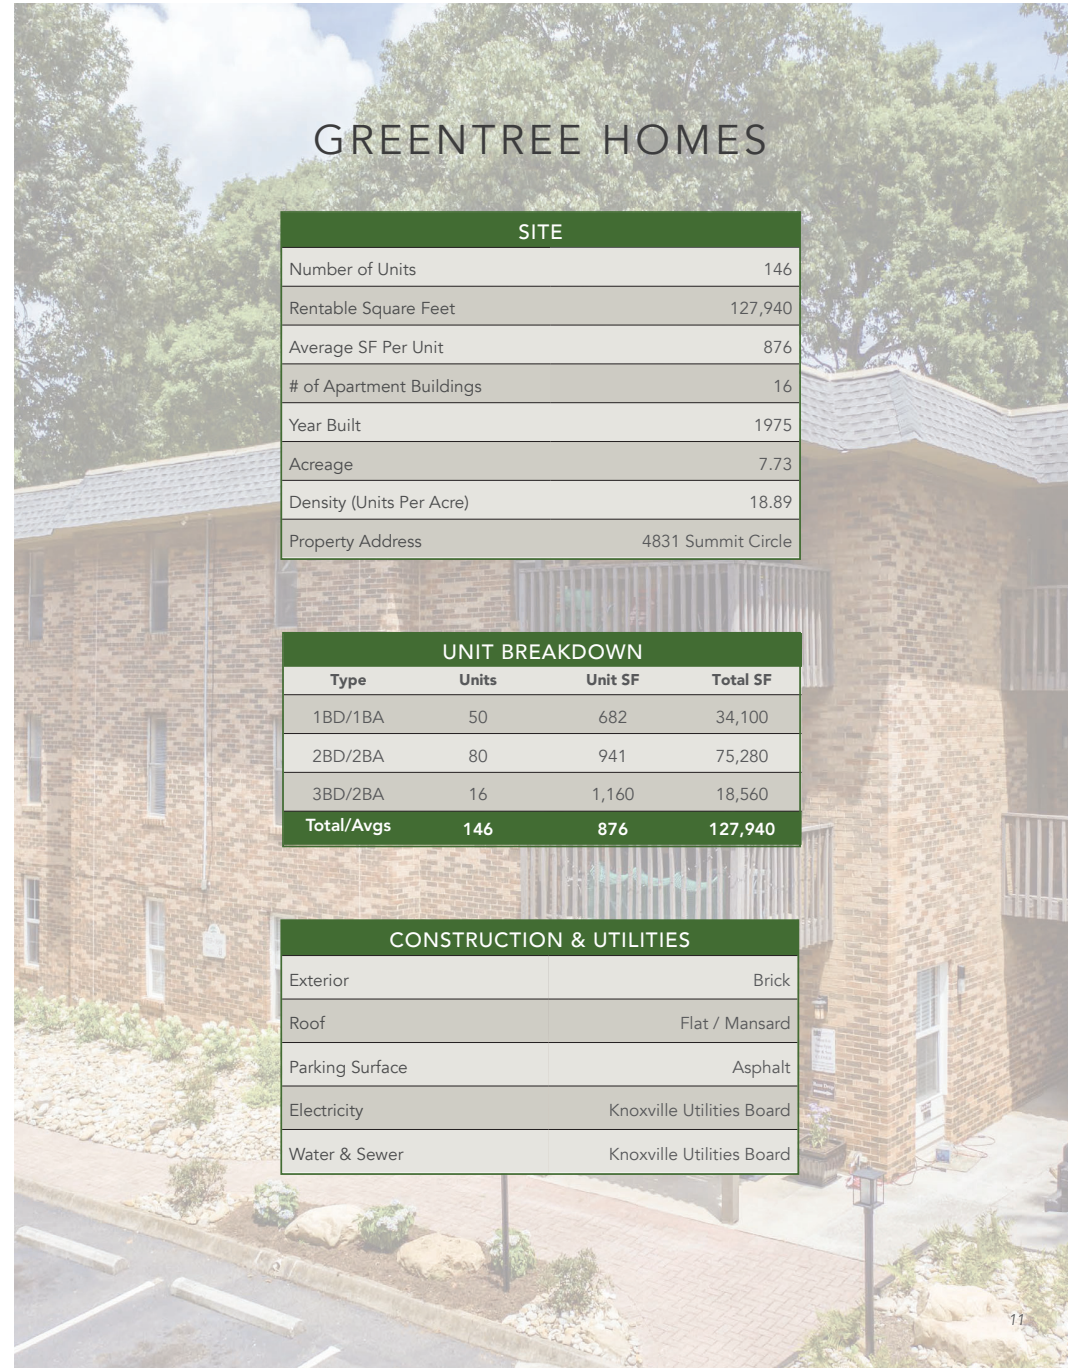 GREENTREE HOMES
SITE
Number of Units 146
Rentable Square Feet 127,940
Average SF Per Unit 876
# of Apartment Buildings 16
Year Built 1975
Acreage 7.73
Density (Units Per Acre) 18.89
Property Address 4831 Summit Circle
UNIT BREAKDOWN
Type Units Unit SF Total SF
1BD/1BA 50 682 34,100
2BD/2BA 80 941 75,280
3BD/2BA 16 1,160 18,560
Total/Avgs 146 876 127,940
CONSTRUCTION & UTILITIES
Exterior Brick
Roof Flat / Mansard
Parking Surface Asphalt
Electricity Knoxville Utilities Board
Water & Sewer Knoxville Utilities Board
11